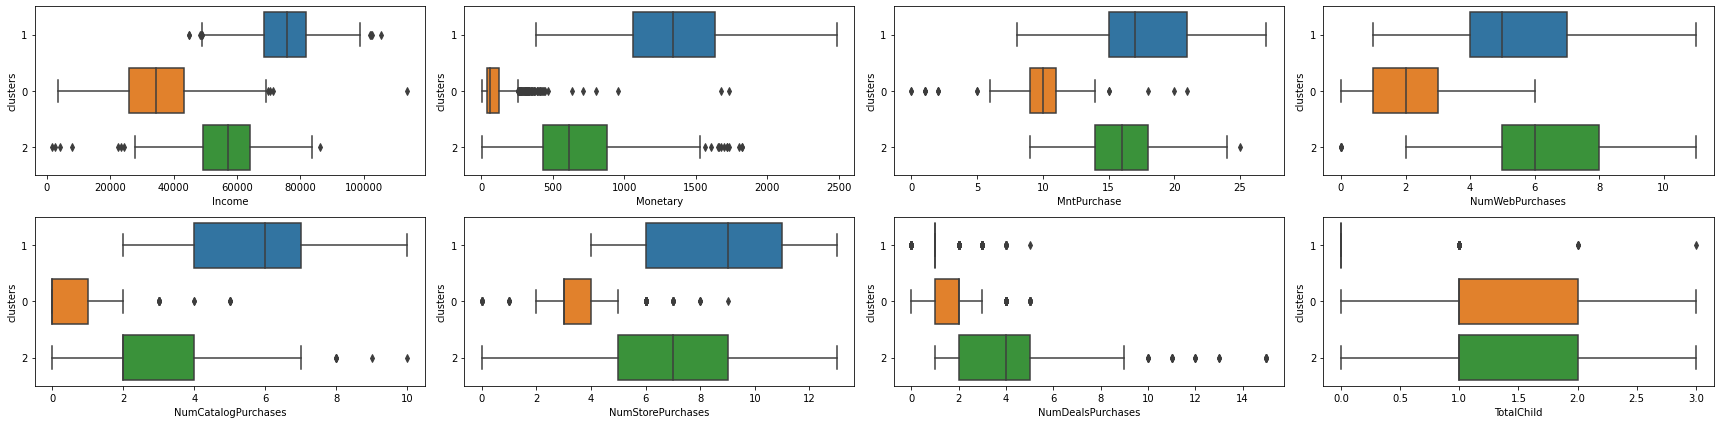 clusters
1
0
2
0 20000 40000 60000 80000 100000
Income
clusters
1
0
2
0 500 1000 1500 2000 2500
Monetary
clusters
1
0
2
0 5 10 15 20 25
MntPurchase
clusters
1
0
2
0 2 4 6 8 10
NumWebPurchases
clusters
1
0
2
0 2 4 6 8 10
NumCatalogPurchases
clusters
1
0
2
0 2 4 6 8 10 12
NumStorePurchases
clusters
1
0
2
0 2 4 6 8 10 12 14
NumDealsPurchases
clusters
1
0
2
0.0 0.5 1.0 1.5 2.0 2.5 3.0
TotalChild